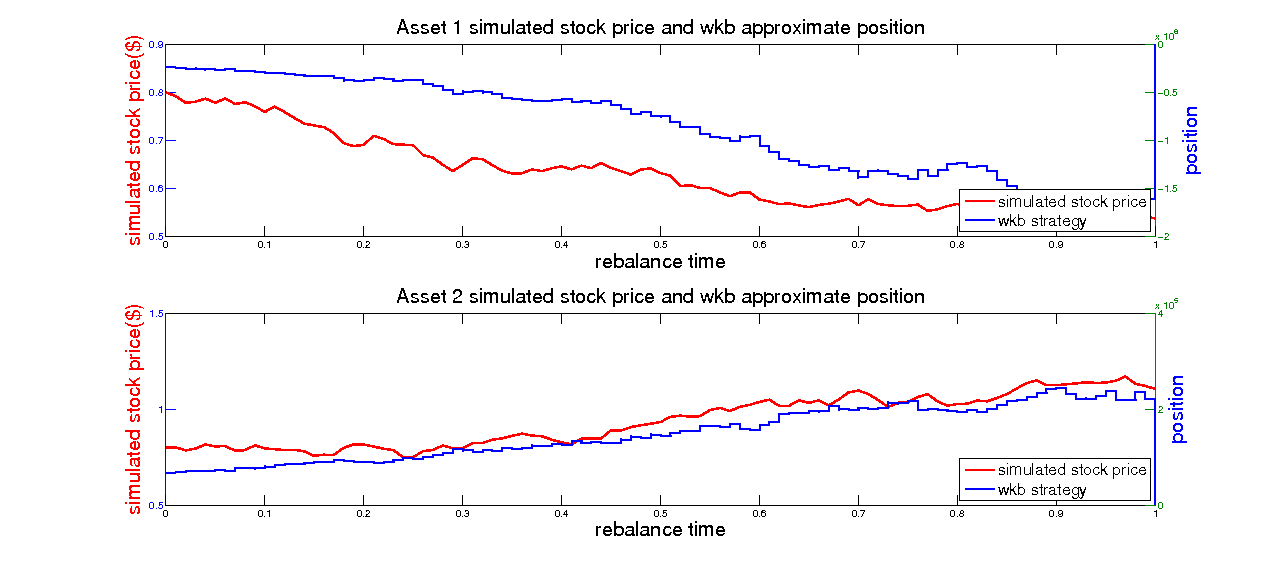 Asset 1 simulated stock price and wkb approximate position
simulated stock price($)
0.9
0.8
0.7
0.6
0.5
0
-0.5
-1
-1.5
-2
position
simulated stock price
wkb strategy
0 0.1 0.2 0.3 0.4 0.5 0.6 0.7 0.8 0.9 1
rebalance time
Asset 2 simulated stock price and wkb approximate position
simulated stock price($)
1.5
1
0.5
4
2
0
position
simulated stock price
wkb strategy
0 0.1 0.2 0.3 0.4 0.5 0.6 0.7 0.8 0.9 1
rebalance time